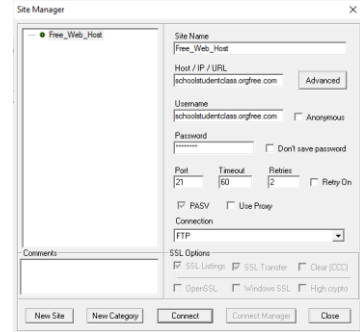 Site Manager
Free_Web_Host
Site Name
Free_Web_Host
Host / IP / URL
schoolstudentclass.orgfree.com
Advanced
Username
schoolstudentclass.orgfree.com
Anonymous
Password
********
Don't save password
Port Timeout Retries
21 60 2 Retry On
PASV Use Proxy
Connection
FTP
Comments
SSL Options
SSL Listings SSL Transfer Clear (CCC)
OpenSSL Windows SSL High crypto
New Site New Category Connect Connect Manager Close